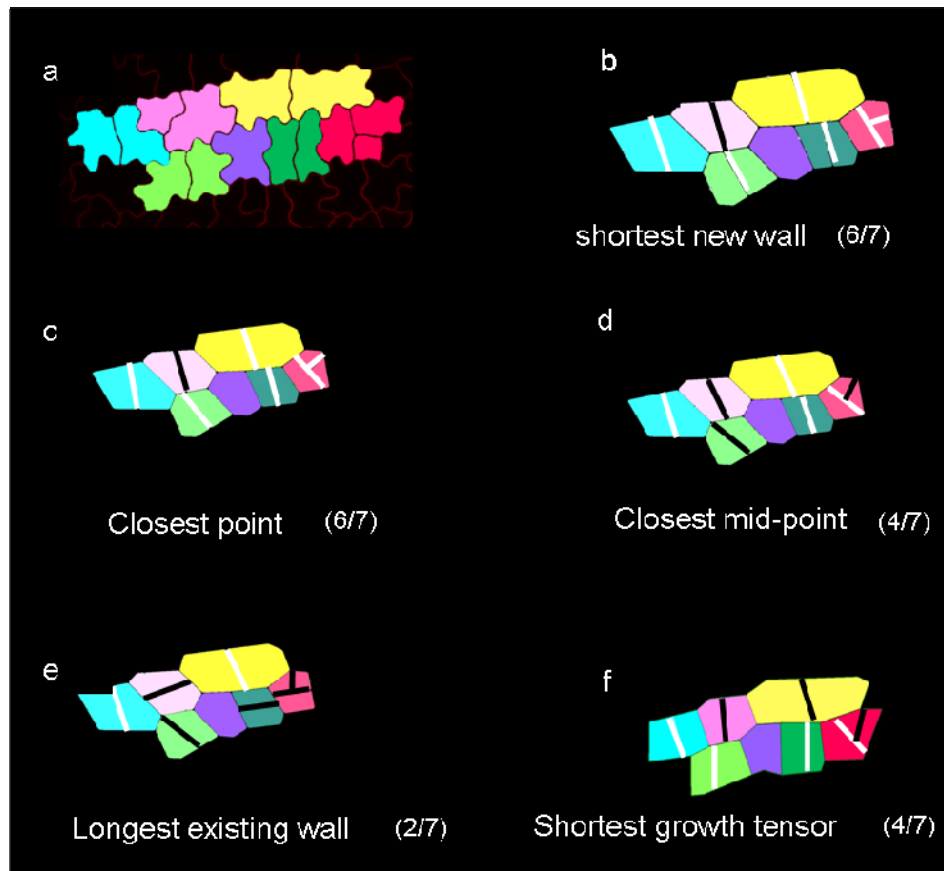 a
b
shortest new wall (6/7)
c
d
Closest point (6/7)
Closest mid-point (4/7)
e
f
Longest existing wall (2/7)
Shortest growth tensor (4/7)